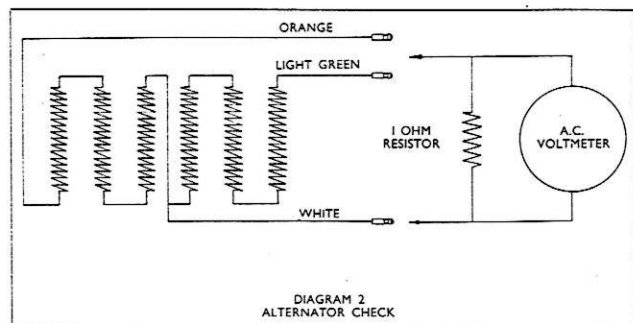 ORANGE
LIGHT GREEN
1 OHM
RESISTOR
A.C.
VOLTMETER
WHITE
DIAGRAM 2
ALTERNATOR CHECK